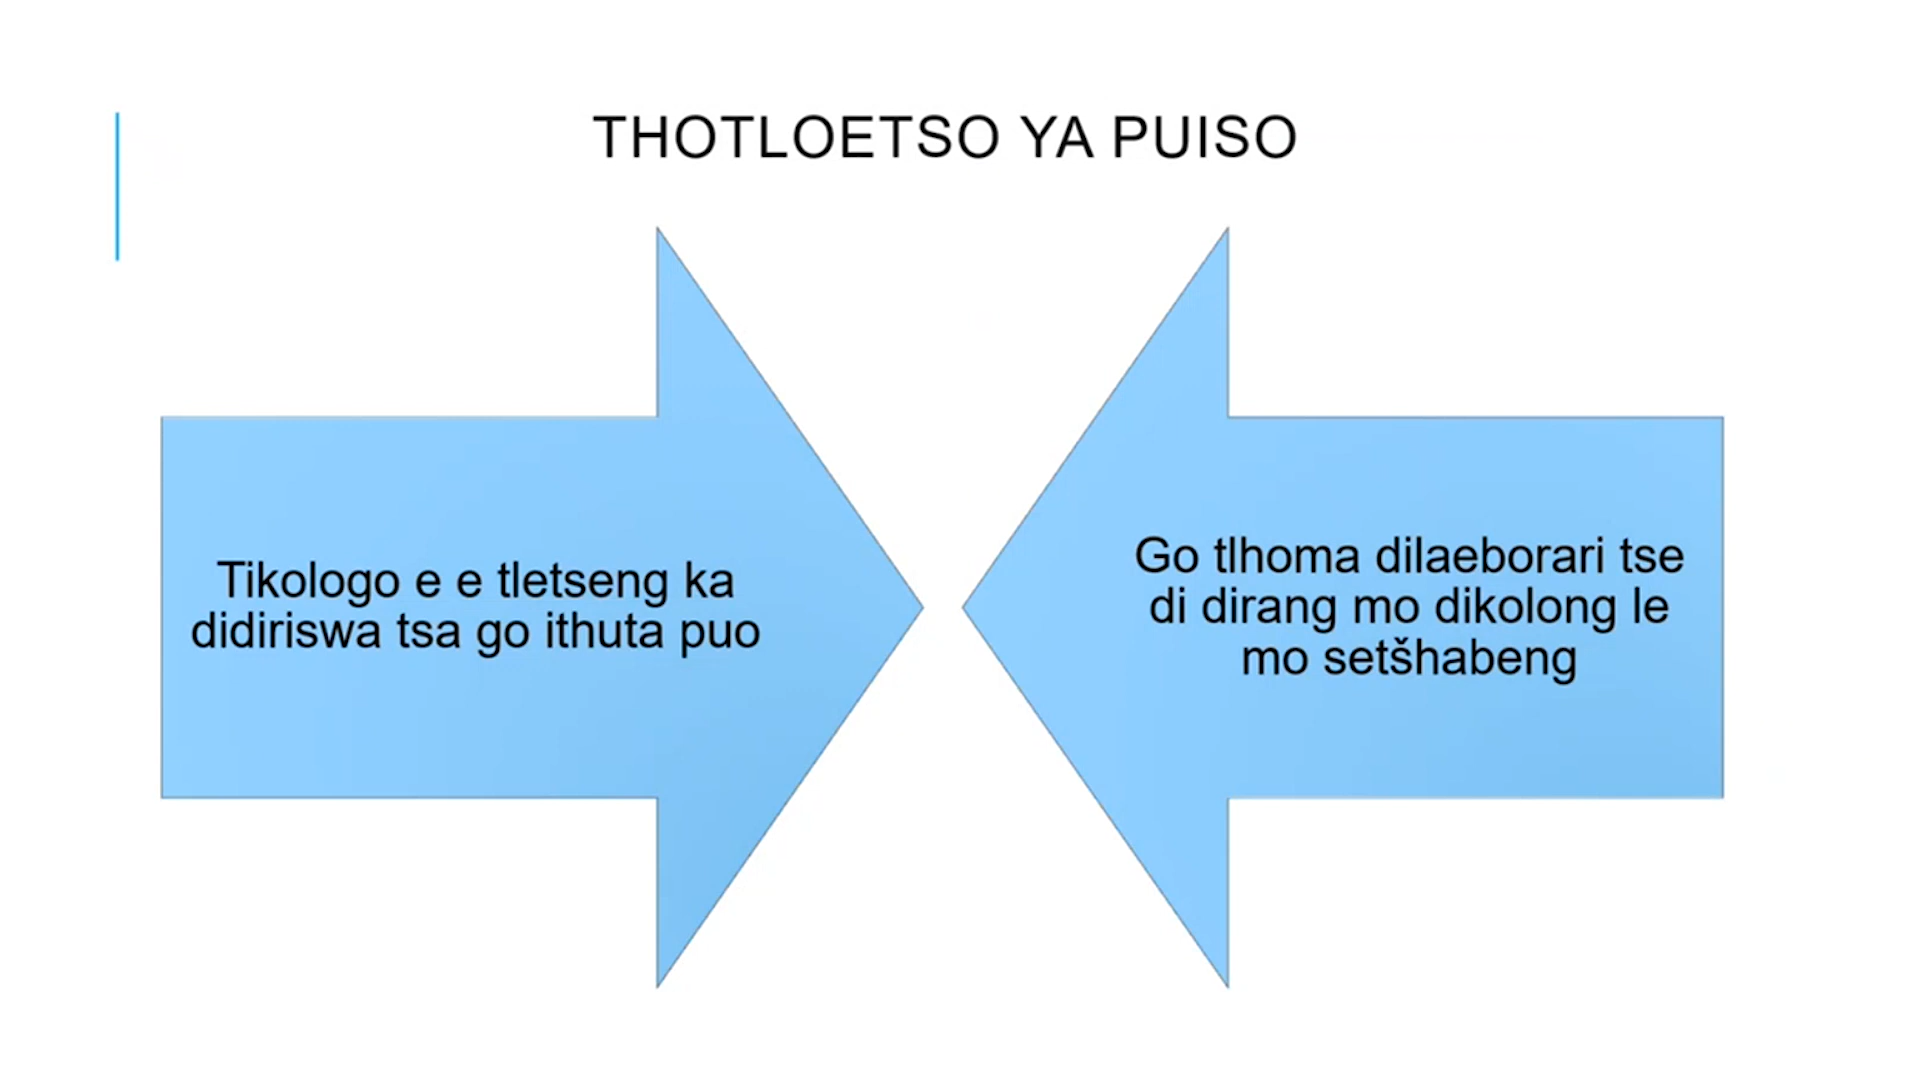 THOTLOETSO YA PUISO
Tikologo e e tletseng ka
didiriswa tsa go ithuta puo
Go tlhoma dilaeborari tse
di dirang mo dikolong le
mo setšhabeng